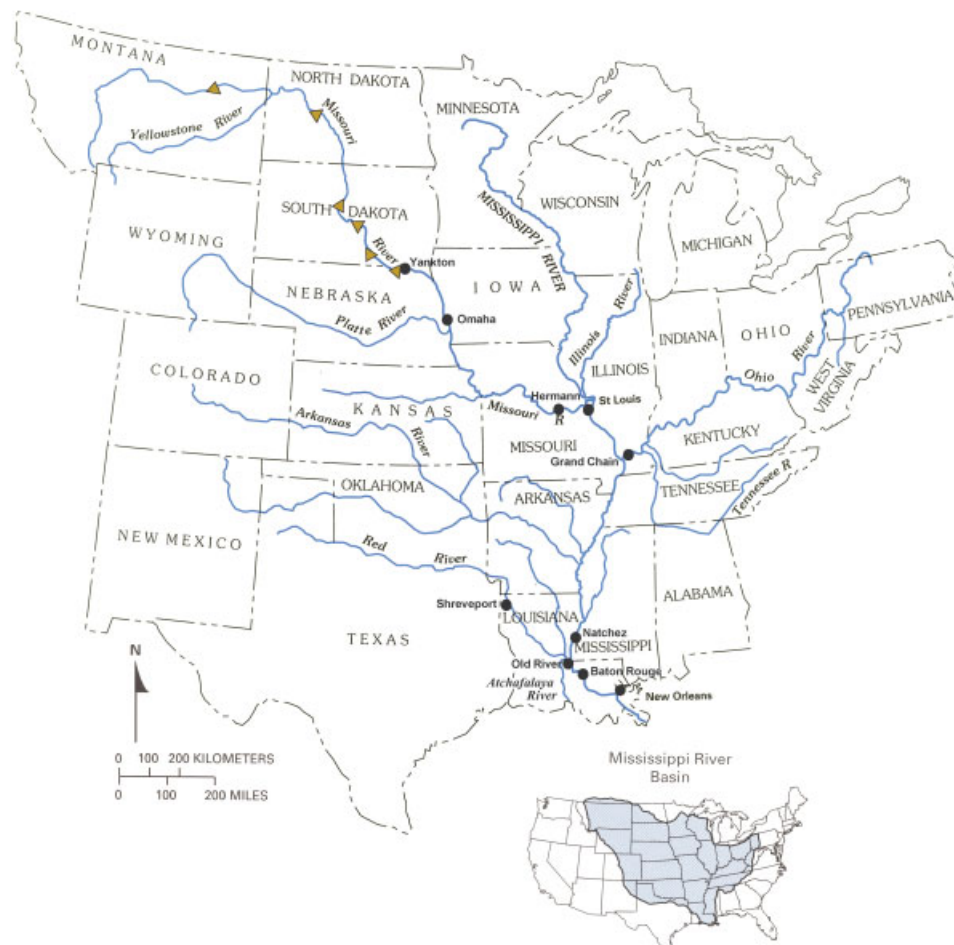 MONTANA
NORTH DAKOTA
MINNESOTA
Missouri
Yellowstone River
WISCONSIN
SOUTH DAKOTA
MISSISSIPPI RIVER
WYOMING
MICHIGAN
River
Yankton
IOWA
NEBRASKA
Illinois River
PENNSYLVANIA
Omaha
Platte River
INDIANA
OHIO
River
ILLINOIS
Ohio
WEST
VIRGINIA
COLORADO
Hermann
St Louis
KANSAS
Missouri R
Arkansas River
KENTUCKY
MISSOURI
Grand Chain
OKLAHOMA
ARKANSAS
TENNESSEE
Tennessee R
NEW MEXICO
Red River
ALABAMA
Shreveport
LOUISIANA
TEXAS
Natchez
MISSISSIPPI
N
Old River
Baton Rouge
Atchafalaya
River
New Orleans
0 100 200 KILOMETERS
0 100 200 MILES
Mississippi River
Basin